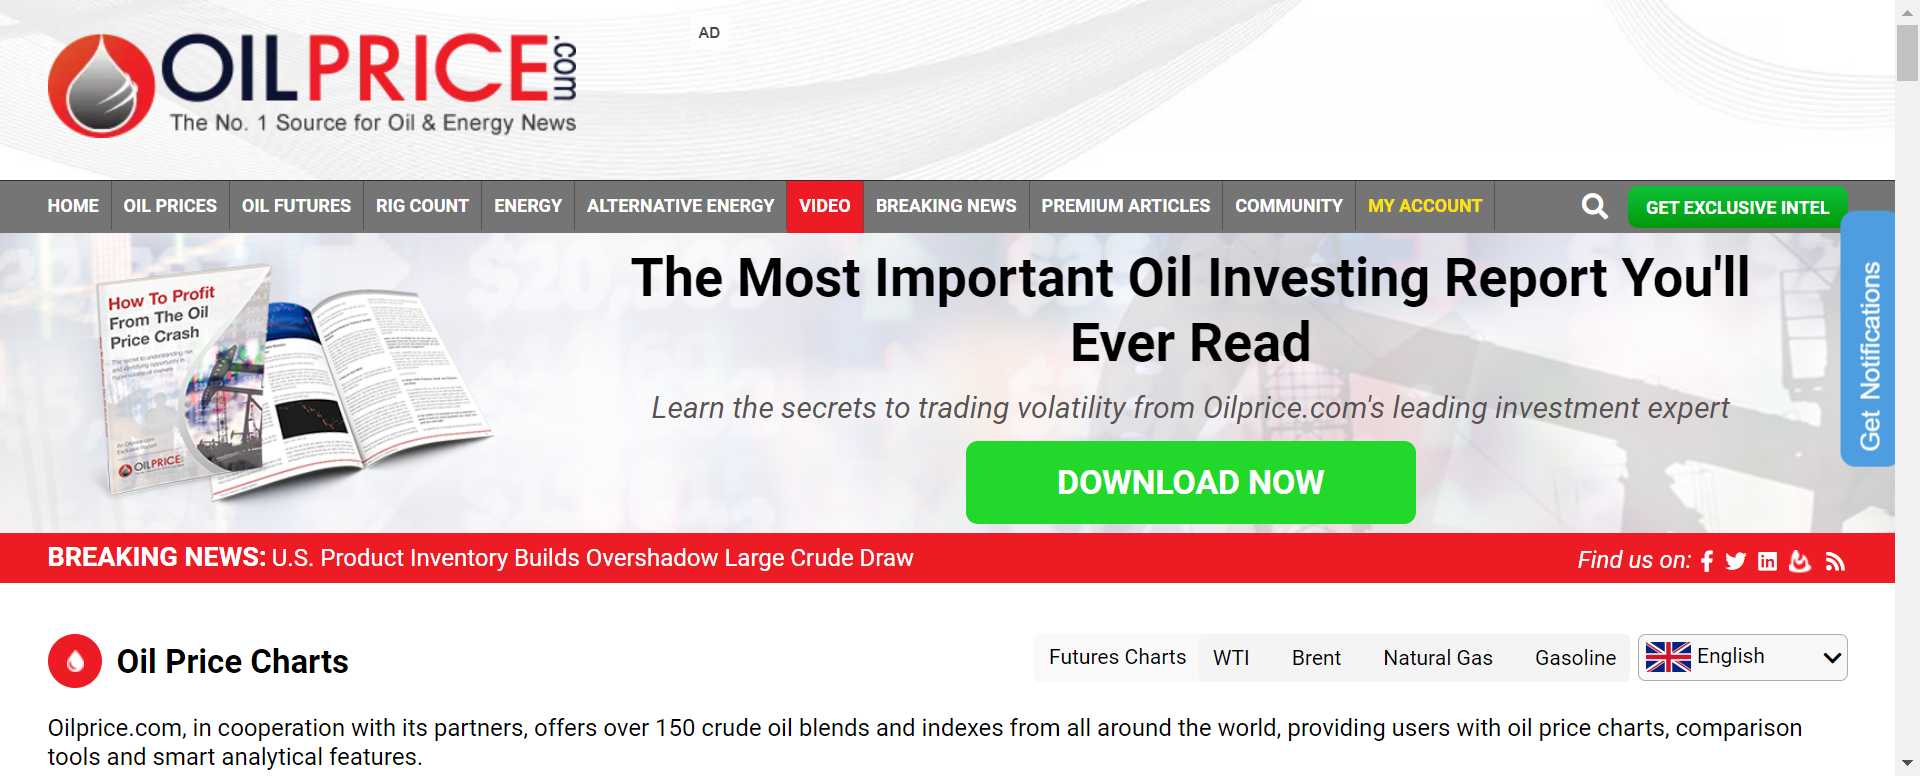 OILPRICE.com
The No. 1 Source for Oil & Energy News
AD
HOME OIL PRICES OIL FUTURES RIG COUNT ENERGY ALTERNATIVE ENERGY VIDEO BREAKING NEWS PREMIUM ARTICLES COMMUNITY MY ACCOUNT GET EXCLUSIVE INTEL
Get Notifications
How To Profit
From The Oil
Price Crash
OILPRICE
The Most Important Oil Investing Report You'll
Ever Read
Learn the secrets to trading volatility from Oilprice.com's leading investment expert
DOWNLOAD NOW
BREAKING NEWS: U.S. Product Inventory Builds Overshadow Large Crude Draw
Find us on:
Oil Price Charts
Futures Charts WTI Brent Natural Gas Gasoline English
Oilprice.com, in cooperation with its partners, offers over 150 crude oil blends and indexes from all around the world, providing users with oil price charts, comparison
tools and smart analytical features.